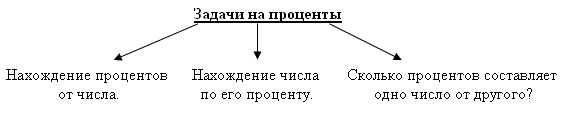 Задачи на проценты
Нахождение процентов
от числа.
Нахождение числа
по его проценту.
Сколько процентов составляет
одно число от другого?